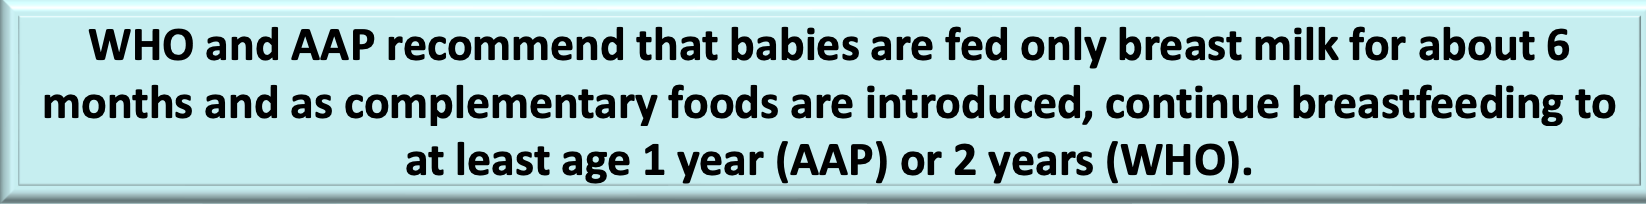 WHO and AAP recommend that babies are fed only breast milk for about 6
months and as complementary foods are introduced, continue breastfeeding to
at least age 1 year (AAP) or 2 years (WHO).